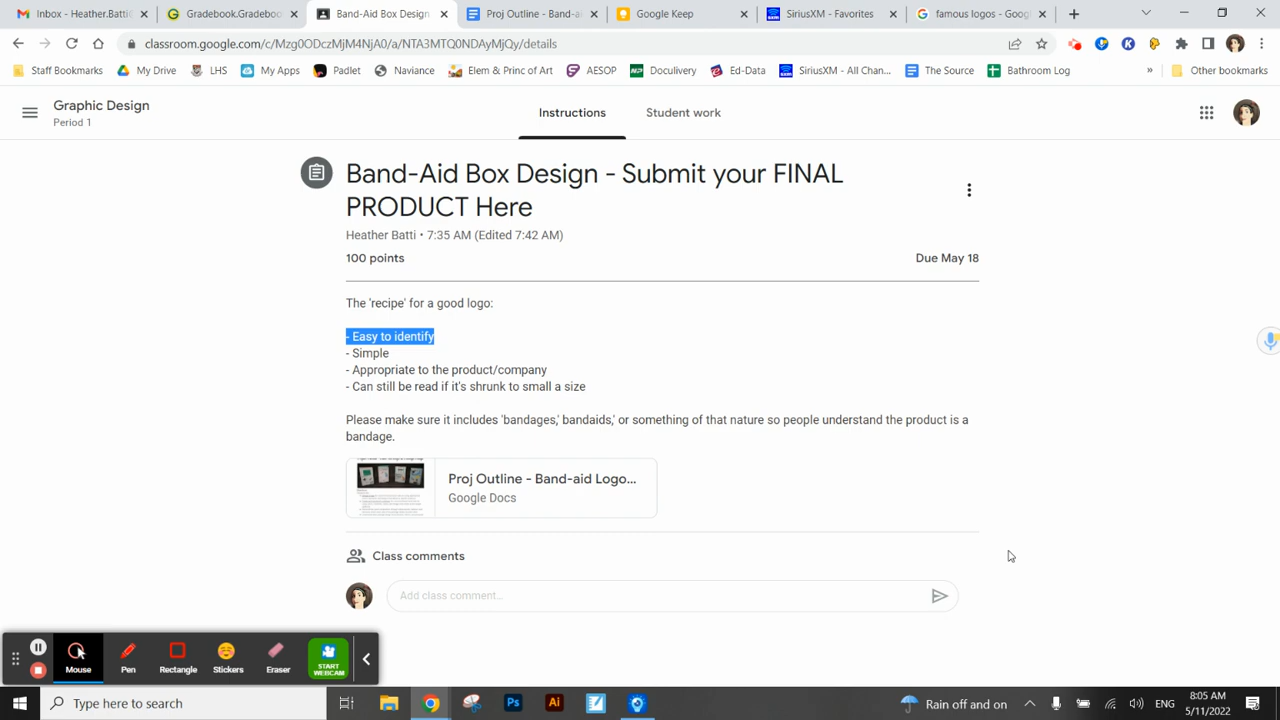 Inbox - Heather.Batti
Gradebook.Gradeboo
Band-Aid Box Design
Proj Outline - Band-a
Google Keep
SiriusXM - Favorites
famous logos - Goog
classroom.google.com/c/Mzg0ODczMjM4NjA0/a/NTA3MTQ0NDAyMjQy/details
Staff Bookmarks
My Drive
LHS
My Apps
Padlet
Naviance
Elem & Princ of Art
AESOP
Doculivery
Ed-Data
SiriusXM - All Chan...
The Source
Bathroom Log
»
Other bookmarks
Graphic Design
Period 1
Instructions
Student work
Band-Aid Box Design - Submit your FINAL
PRODUCT Here
Heather Batti • 7:35 AM (Edited 7:42 AM)
100 points
Due May 18
The 'recipe' for a good logo:
- Easy to identify
- Simple
- Appropriate to the product/company
- Can still be read if it's shrunk to small a size
Please make sure it includes 'bandages,' bandaids,' or something of that nature so people understand the product is a
bandage.
Proj Outline - Band-aid Logo...
Google Docs
Class comments
Add class comment...
Mouse
Pen
Rectangle
Stickers
Eraser
START
WEBCAM
Type here to search
Ps
Ai
Rain off and on
ENG
8:05 AM
5/11/2022